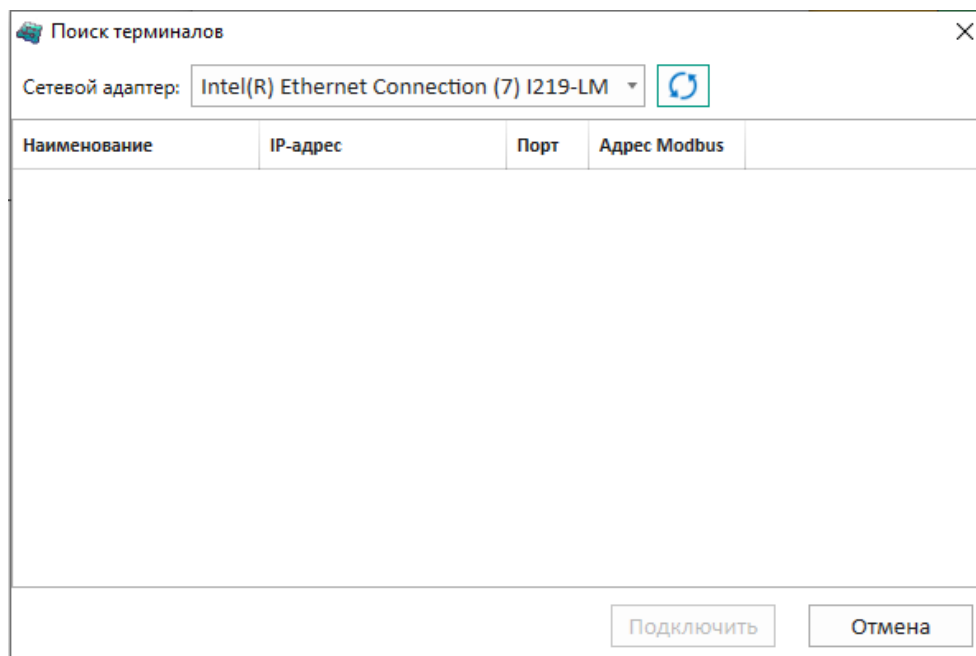 Поиск терминалов
Сетевой адаптер: Intel(R) Ethernet Connection (7) I219-LM
Наименование IP-адрес Порт Адрес Modbus
Подключить Отмена